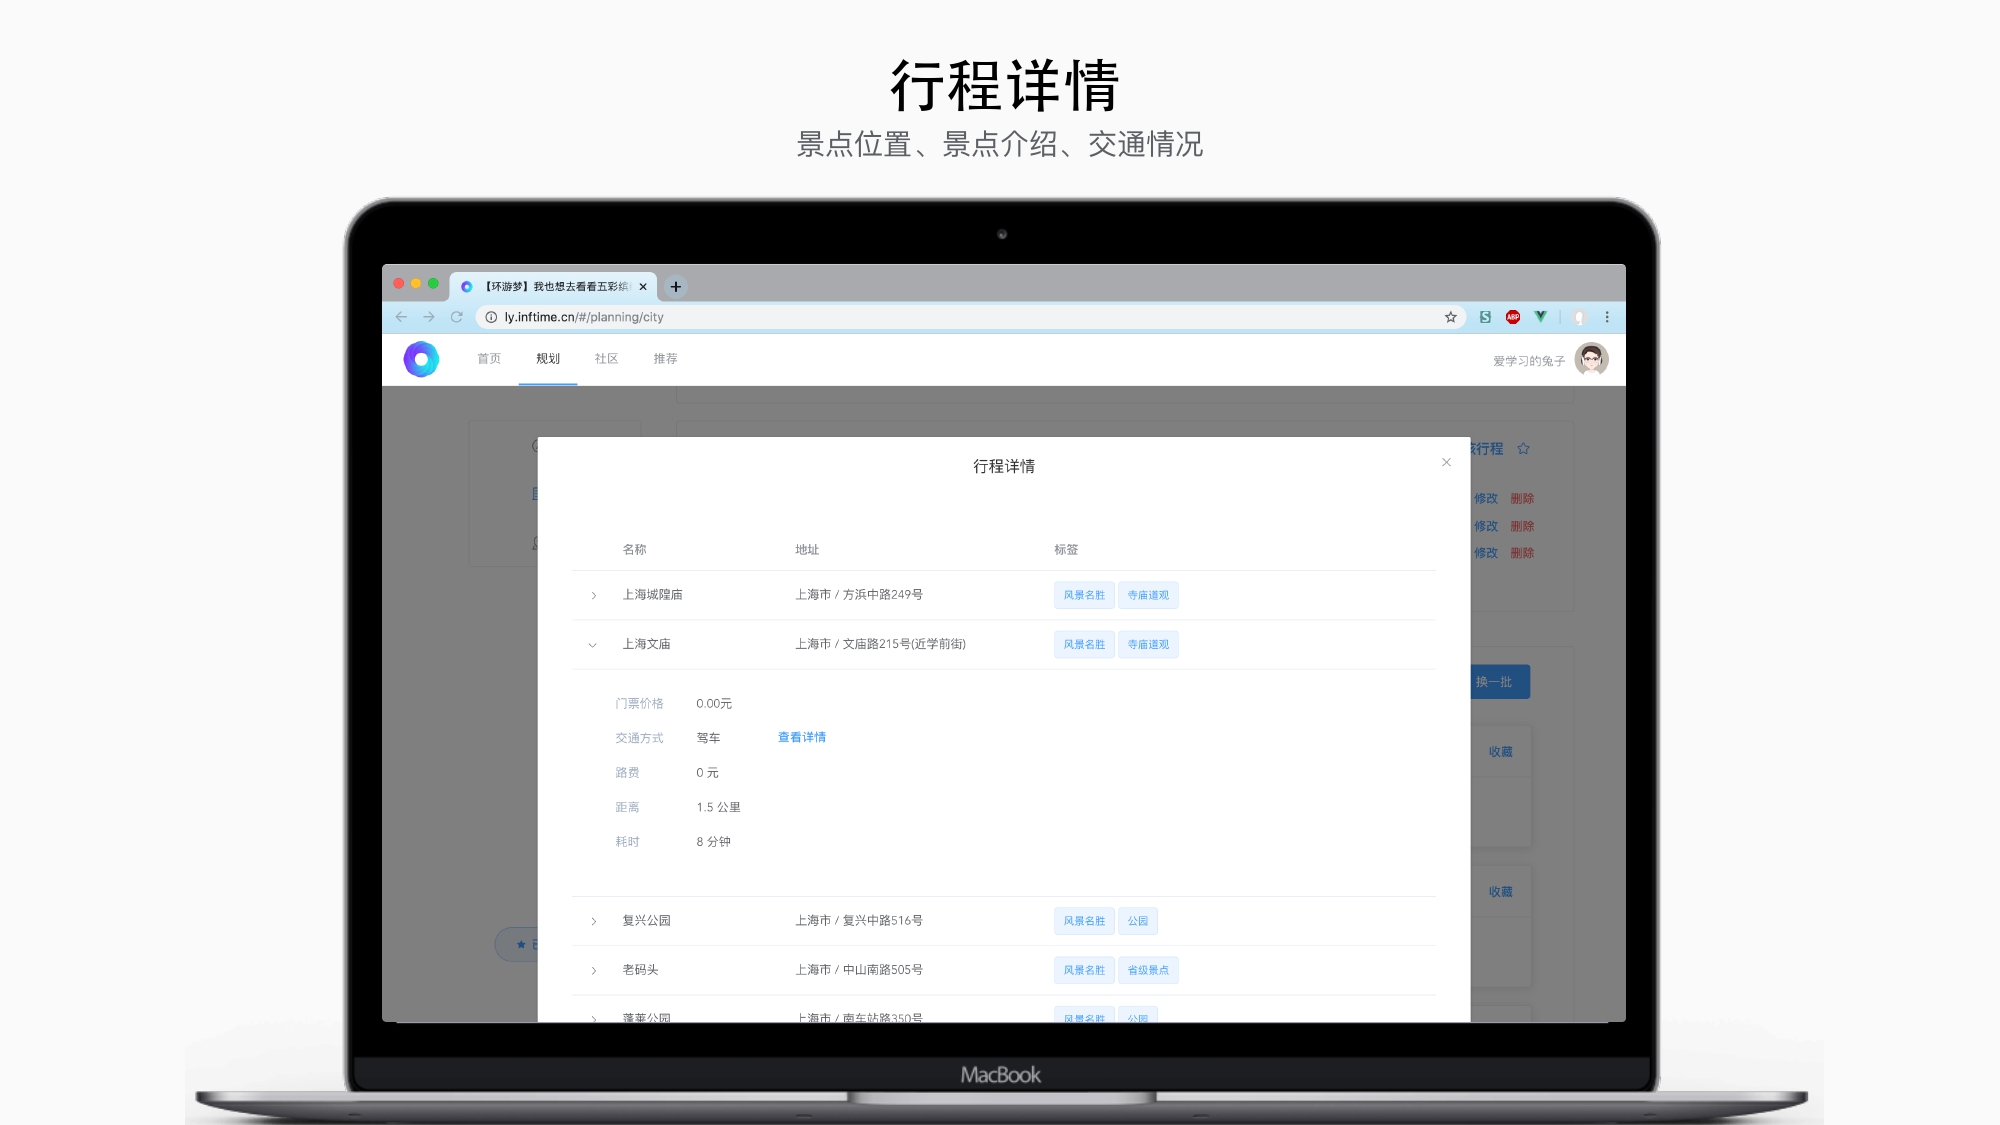 行程详情
景点位置、景点介绍、交通情况
【环游梦】我也想去看看五彩缤
ly.inftime.cn/#/planning/city
ABP
首页 规划 社区 推荐 爱学习的兔子
行程详情
行程
修改 删除
修改 删除
修改 删除
名称 地址 标签
上海城隍庙 上海市 / 方浜中路249号 风景名胜 寺庙道观
上海文庙 上海市 / 文庙路215号(近学前街) 风景名胜 寺庙道观
换一批
门票价格 0.00元
交通方式 驾车 查看详情
收藏
路费 0 元
距离 1.5 公里
耗时 8 分钟
收藏
复兴公园 上海市 / 复兴中路516号 风景名胜 公园
老码头 上海市 / 中山南路505号 风景名胜 省级景点
蓬莱公园 上海市 / 南车站路350号 风景名胜 公园
MacBook